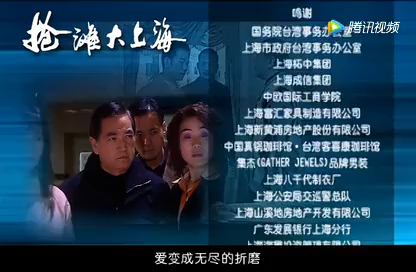 抢滩大上海
腾讯视频
鸣谢
国务院台湾事务办公室
上海市政府台湾事务办公室
上海拓中集团
上海成信集团
中欧国际工商学院
上海富汇家具制造有限公司
上海新黄浦房地产股份有限公司
中国真锅珈琲馆·台湾客喜康珈琲馆
集杰(GATHER JEWELS)品牌男装
上海八千代制衣厂
上海公安局交巡警总队
上海山溪地房地产开发有限公司
广东发展银行上海分行
爱变成无尽的折磨